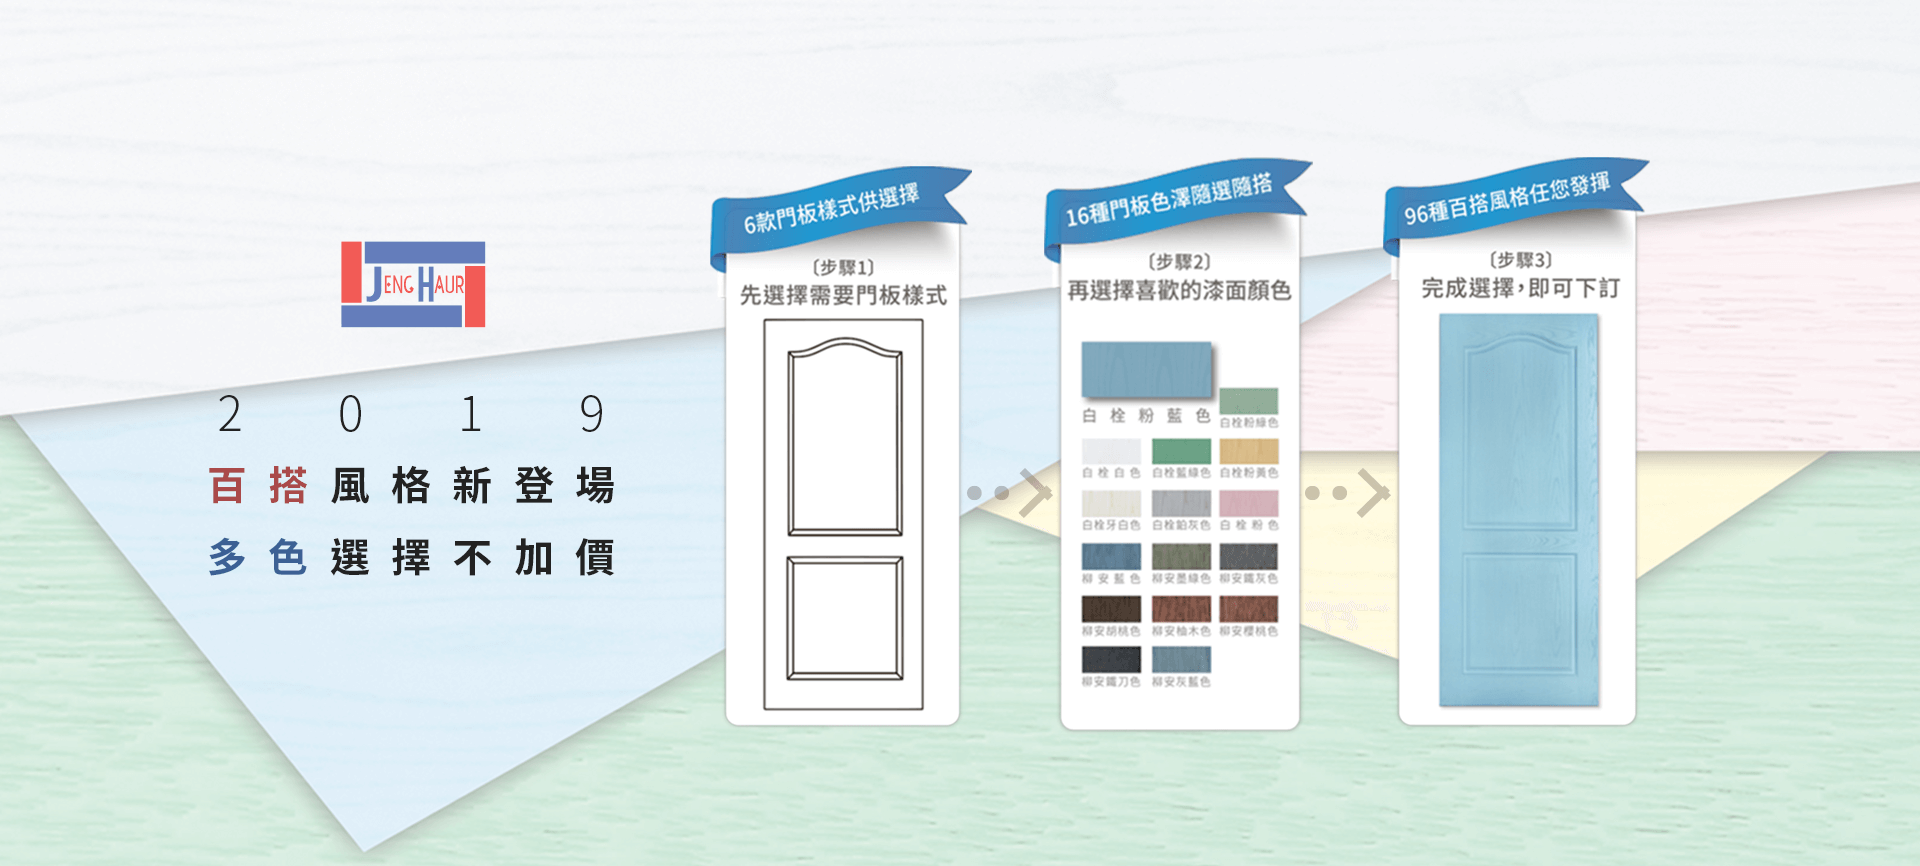 JENG HAUR
2019
百搭風格新登場
多色選擇不加價
6款門板樣式供選擇
〔步驟1〕
先選擇需要門板樣式
16種門板色澤隨選隨搭
〔步驟2〕
再選擇喜歡的漆面顏色
白栓粉藍色
白栓粉綠色
白栓白色
白栓藍綠色
白栓粉黃色
白栓牙白色
白栓鉛灰色
白栓粉色
柳安藍色
柳安墨綠色
柳安鐵灰色
柳安胡桃色
柳安柚木色
柳安櫻桃色
柳安鐵刀色
柳安灰藍色
96種百搭風格任您發揮
〔步驟3〕
完成選擇，即可下訂